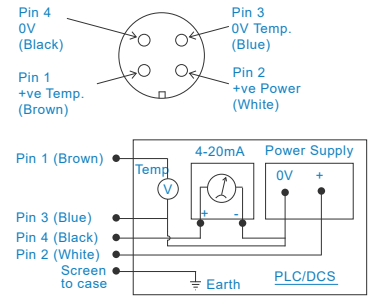 Pin 4
0V
(Black)
Pin 3
0V Temp.
(Blue)
Pin 1
+ve Temp.
(Brown)
Pin 2
+ve Power
(White)
Pin 1 (Brown)
Temp
V
4-20mA
+ -
Power Supply
0V +
Pin 3 (Blue)
Pin 4 (Black)
Pin 2 (White)
Screen
to case
Earth
PLC/DCS